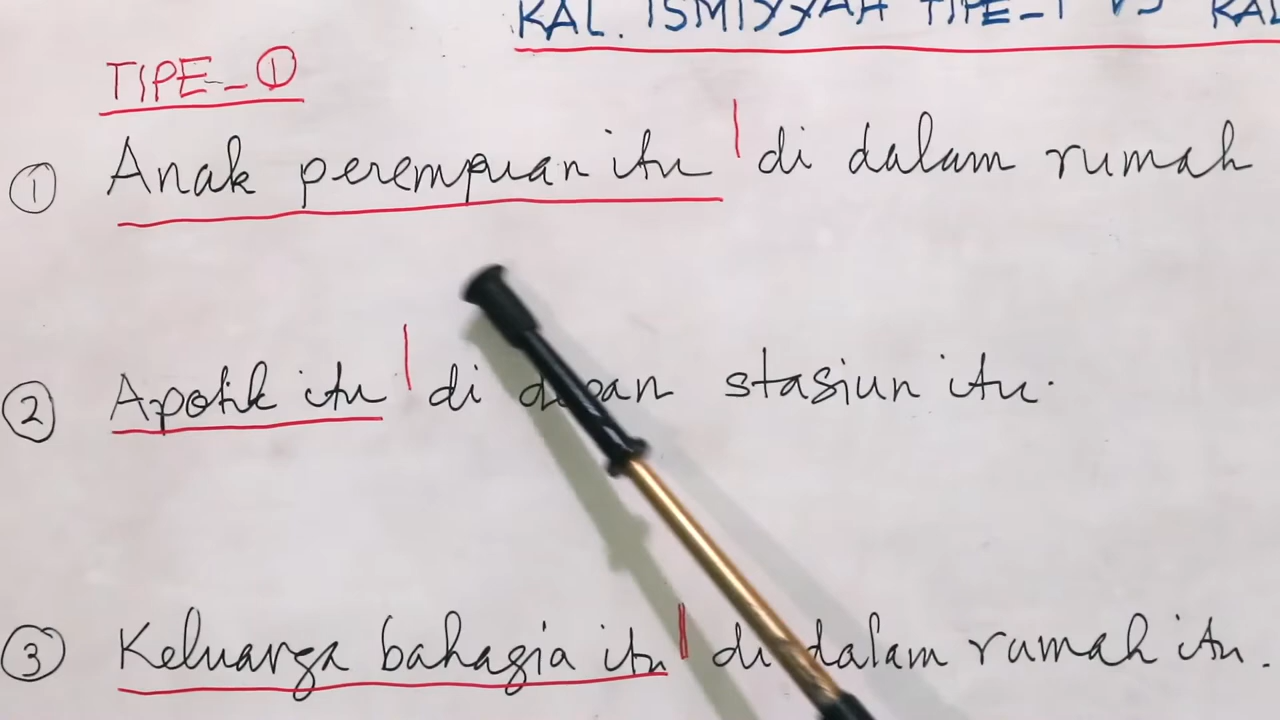 KAL. ISMIYYAH TIPE-1 VS KAL
TIPE-①
① Anak perempuan itu | di dalam rumah
② Apotik itu | di depan stasiun itu.
③ Keluarga bahagia itu | di dalam rumah itu.